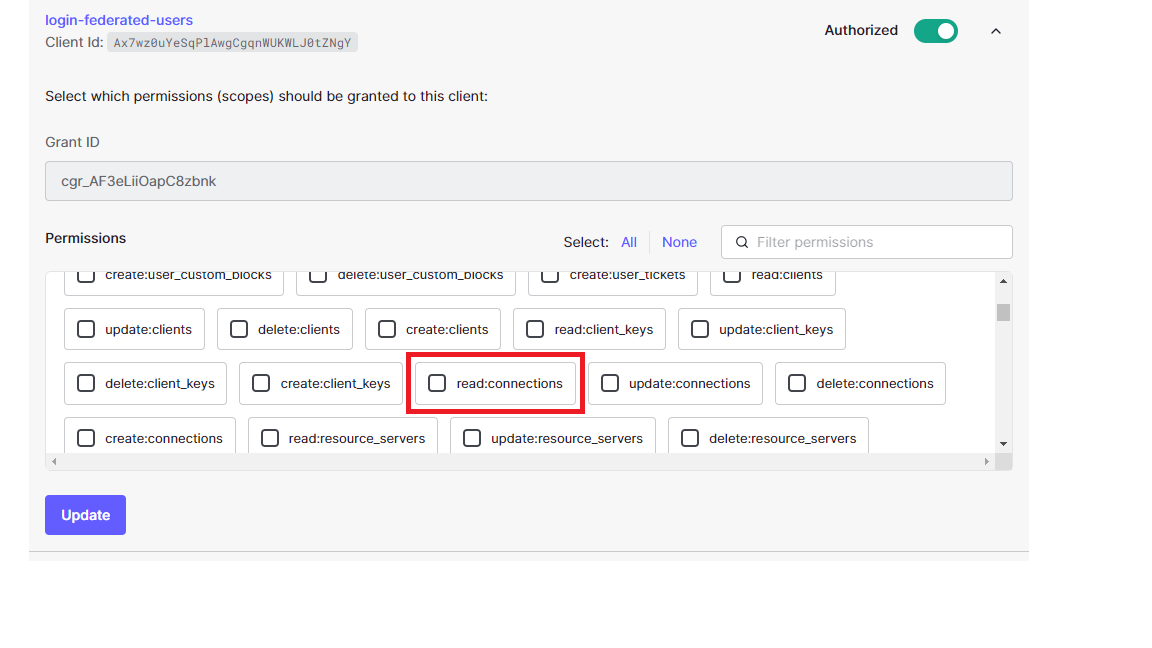 login-federated-users
Authorized
Client Id: Ax7wz0uYeSqPlAwgCgqnWUKWLJ0tZNgY
Select which permissions (scopes) should be granted to this client:
Grant ID
cgr_AF3eLiiOapC8zbnk
Permissions
Select: All None
Filter permissions
create:user_custom_blocks delete:user_custom_blocks create:user_tickets read:clients
update:clients delete:clients create:clients read:client_keys update:client_keys
delete:client_keys create:client_keys read:connections update:connections delete:connections
create:connections read:resource_servers update:resource_servers delete:resource_servers
Update